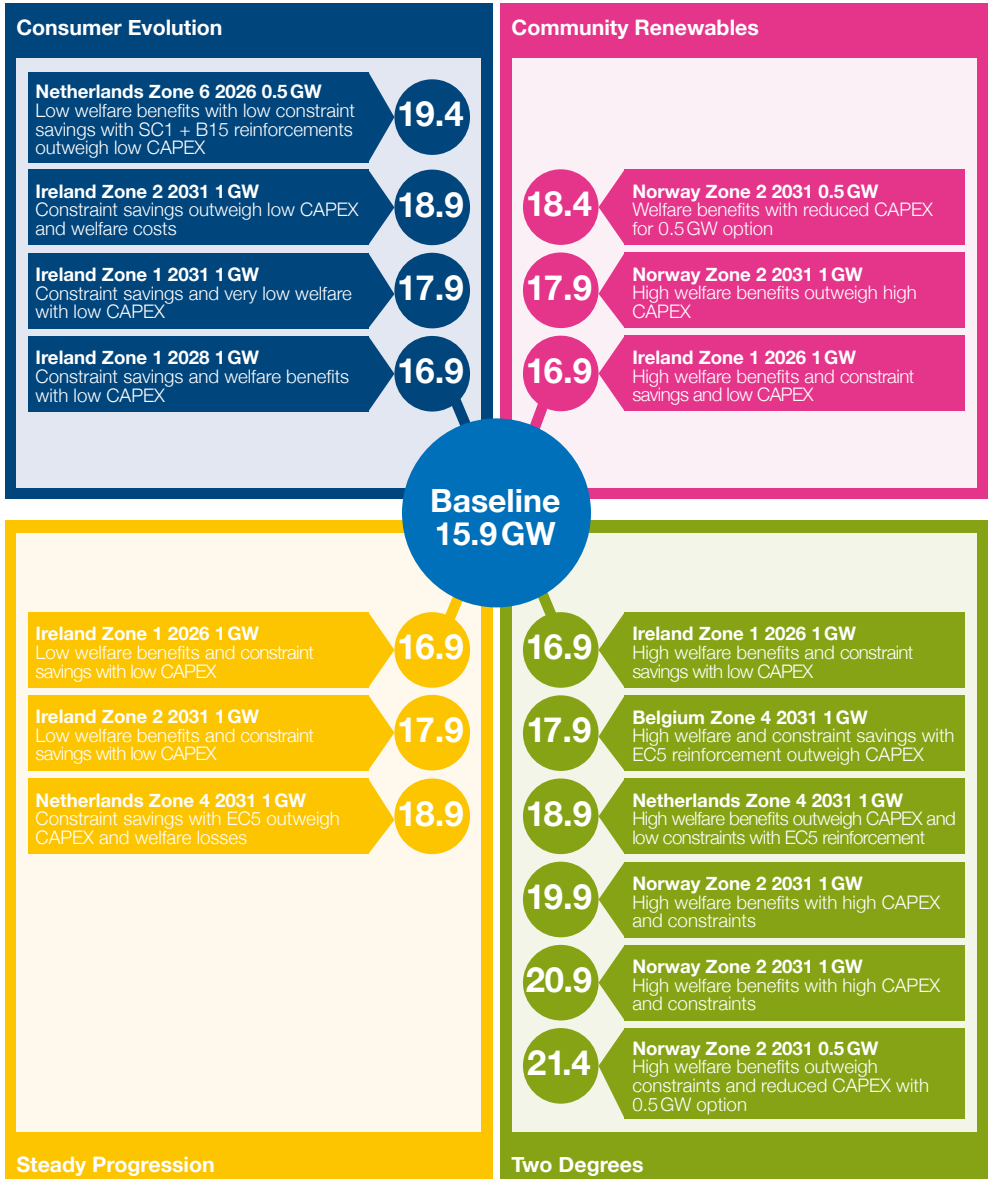 Consumer Evolution
Netherlands Zone 6 2026 0.5 GW
Low welfare benefits with low constraint
savings with SC1 + B15 reinforcements
outweigh low CAPEX
19.4
Ireland Zone 2 2031 1 GW
Constraint savings outweigh low CAPEX
and welfare costs
18.9
Ireland Zone 1 2031 1 GW
Constraint savings and very low welfare
with low CAPEX
17.9
Ireland Zone 1 2028 1 GW
Constraint savings and welfare benefits
with low CAPEX
16.9
Community Renewables
18.4
Norway Zone 2 2031 0.5 GW
Welfare benefits with reduced CAPEX
for 0.5 GW option
17.9
Norway Zone 2 2031 1 GW
High welfare benefits outweigh high
CAPEX
16.9
Ireland Zone 1 2026 1 GW
High welfare benefits and constraint
savings and low CAPEX
Baseline
15.9 GW
Ireland Zone 1 2026 1 GW
Low welfare benefits and constraint
savings with low CAPEX
16.9
Ireland Zone 2 2031 1 GW
Low welfare benefits and constraint
savings with low CAPEX
17.9
Netherlands Zone 4 2031 1 GW
Constraint savings with EC5 outweigh
CAPEX and welfare losses
18.9
Steady Progression
16.9
Ireland Zone 1 2026 1 GW
High welfare benefits and constraint
savings with low CAPEX
17.9
Belgium Zone 4 2031 1 GW
High welfare and constraint savings with
EC5 reinforcement outweigh CAPEX
18.9
Netherlands Zone 4 2031 1 GW
High welfare benefits outweigh CAPEX and
low constraints with EC5 reinforcement
19.9
Norway Zone 2 2031 1 GW
High welfare benefits with high CAPEX
and constraints
20.9
Norway Zone 2 2031 1 GW
High welfare benefits with high CAPEX
and constraints
21.4
Norway Zone 2 2031 0.5 GW
High welfare benefits outweigh
constraints and reduced CAPEX with
0.5 GW option
Two Degrees